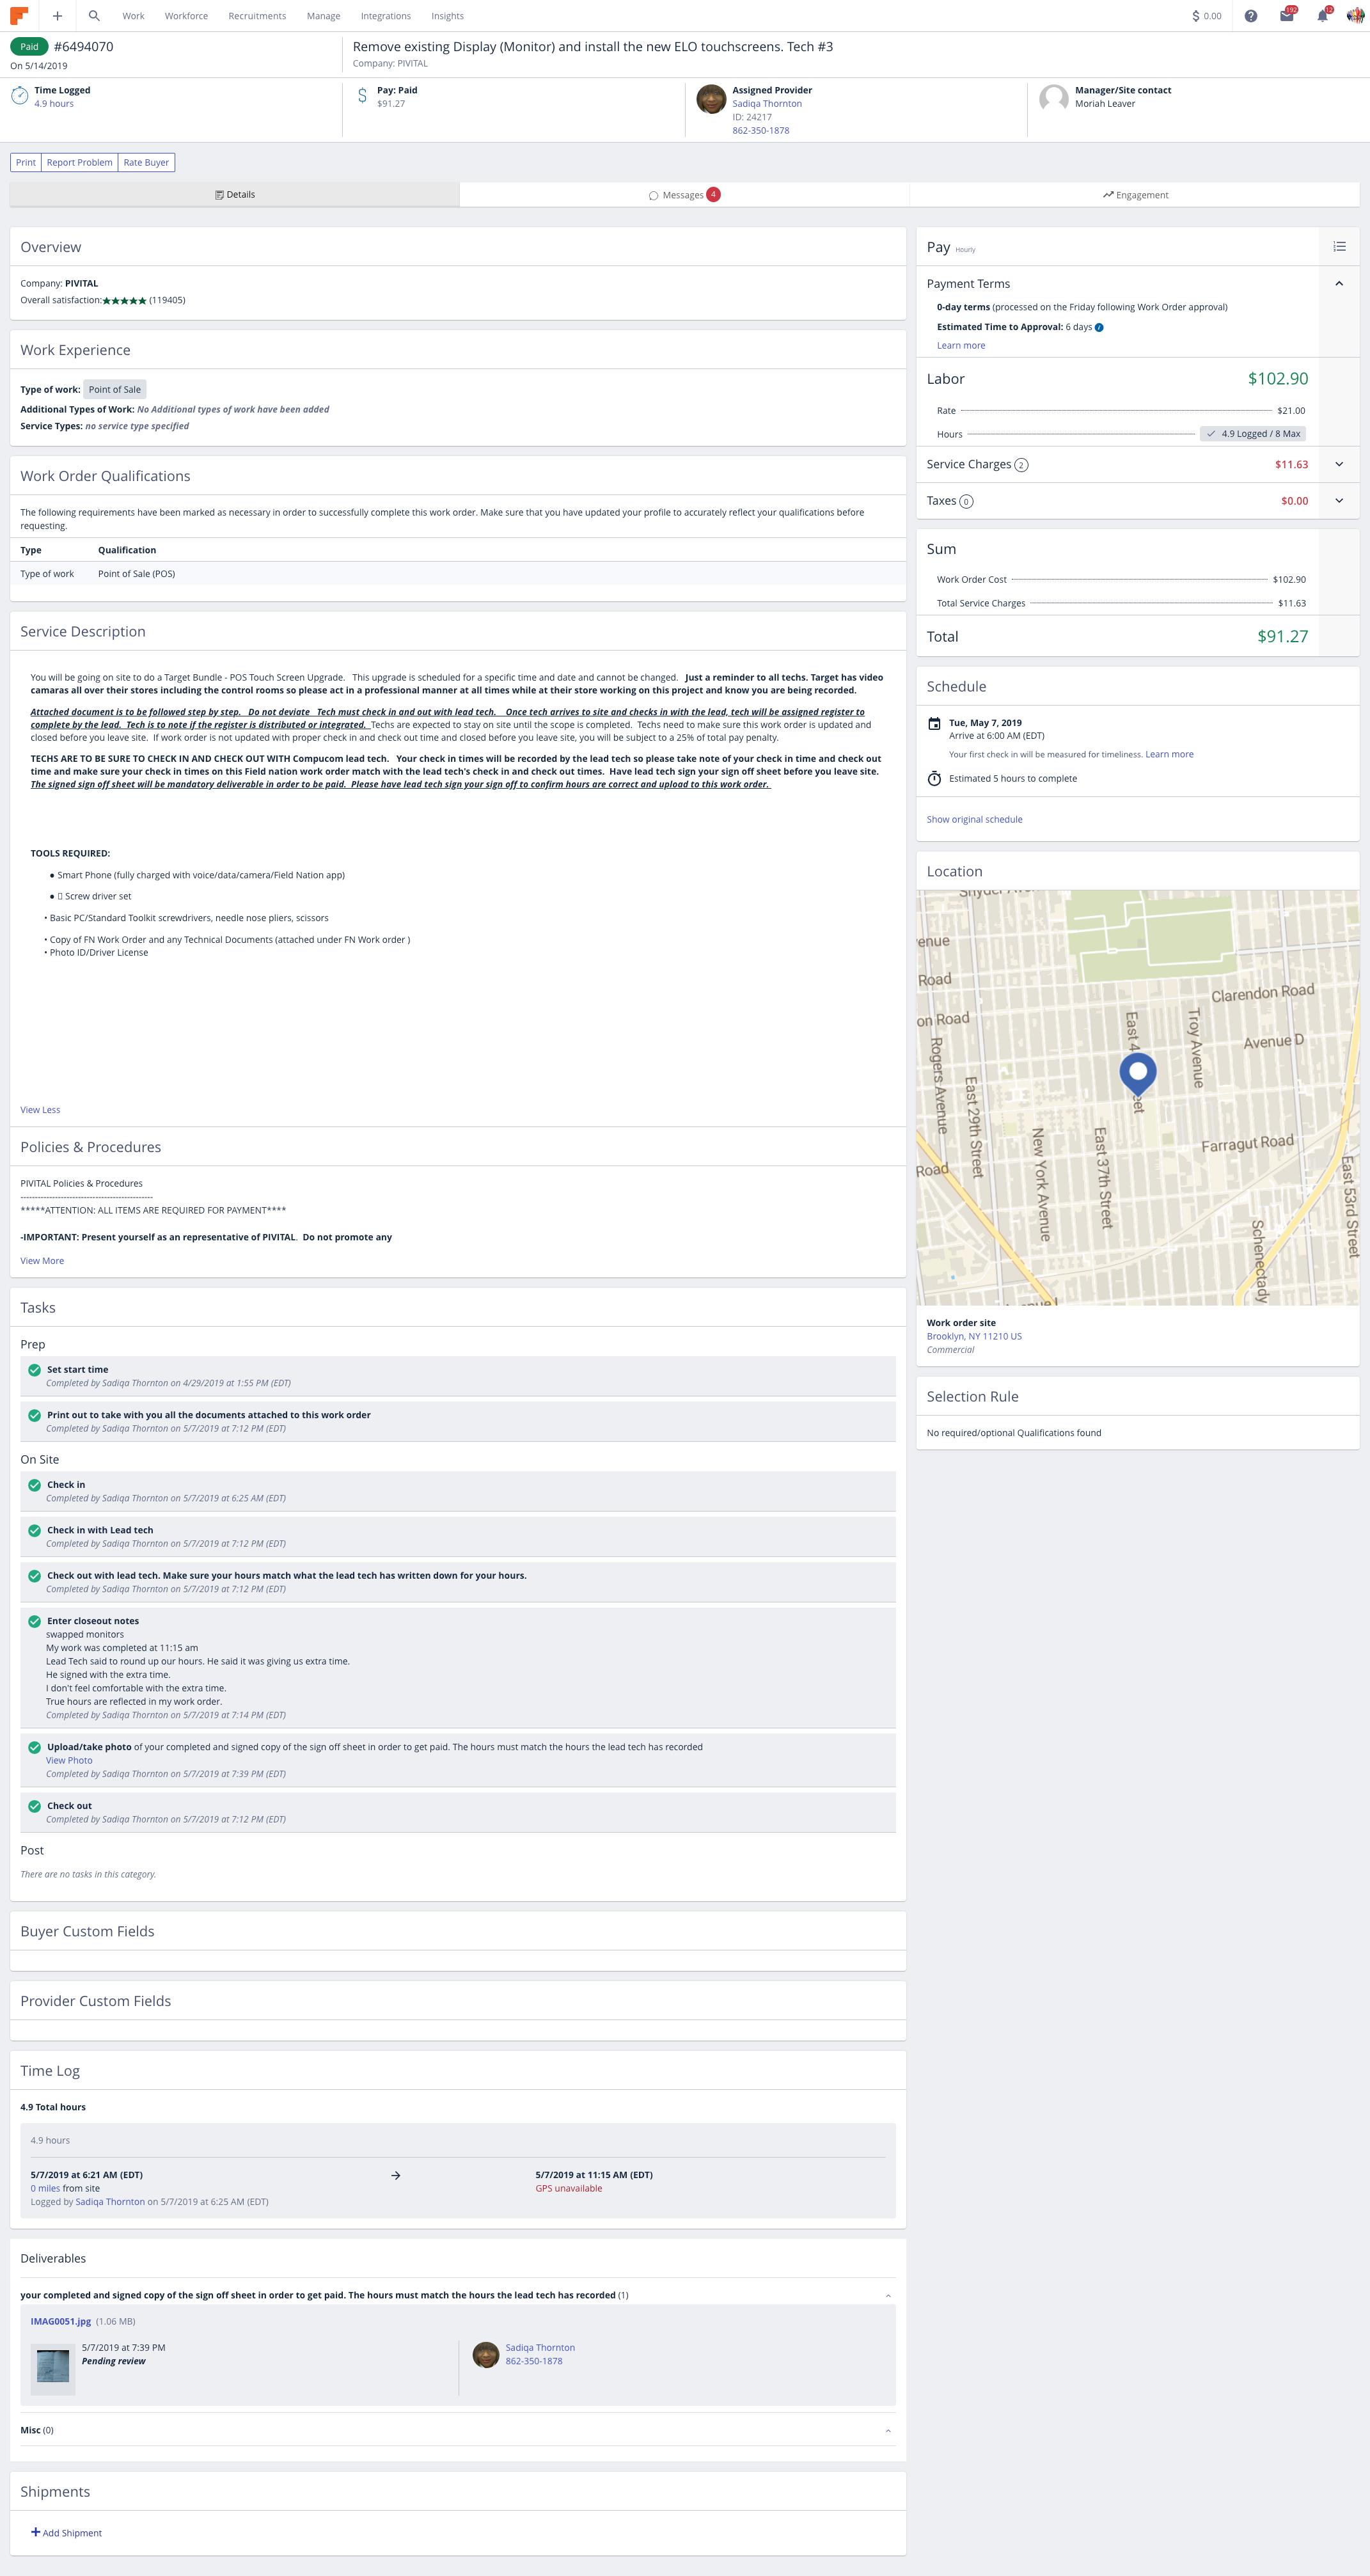 Work Workforce Recruitments Manage Integrations Insights
$ 0.00
192
12
Paid #6494070
On 5/14/2019
Remove existing Display (Monitor) and install the new ELO touchscreens. Tech #3
Company: PIVITAL
Time Logged
4.9 hours
Pay: Paid
$91.27
Assigned Provider
Sadiqa Thornton
ID: 24217
862-350-1878
Manager/Site contact
Moriah Leaver
Print Report Problem Rate Buyer
Details
Messages 4
Engagement
Overview
Company: PIVITAL
Overall satisfaction:★★★★★ (119405)
Work Experience
Type of work: Point of Sale
Additional Types of Work: No Additional types of work have been added
Service Types: no service type specified
Work Order Qualifications
The following requirements have been marked as necessary in order to successfully complete this work order. Make sure that you have updated your profile to accurately reflect your qualifications before
requesting.
Type Qualification
Type of work Point of Sale (POS)
Service Description
You will be going on site to do a Target Bundle - POS Touch Screen Upgrade. This upgrade is scheduled for a specific time and date and cannot be changed. Just a reminder to all techs. Target has video
camaras all over their stores including the control rooms so please act in a professional manner at all times while at their store working on this project and know you are being recorded.
Attached document is to be followed step by step. Do not deviate Tech must check in and out with lead tech. Once tech arrives to site and checks in with the lead, tech will be assigned register to
complete by the lead. Tech is to note if the register is distributed or integrated. Techs are expected to stay on site until the scope is completed. Techs need to make sure this work order is updated and
closed before you leave site. If work order is not updated with proper check in and check out time and closed before you leave site, you will be subject to a 25% of total pay penalty.
TECHS ARE TO BE SURE TO CHECK IN AND CHECK OUT WITH Compucom lead tech. Your check in times will be recorded by the lead tech so please take note of your check in time and check out
time and make sure your check in times on this Field nation work order match with the lead tech's check in and check out times. Have lead tech sign your sign off sheet before you leave site.
The signed sign off sheet will be mandatory deliverable in order to be paid. Please have lead tech sign your sign off to confirm hours are correct and upload to this work order.
TOOLS REQUIRED:
● Smart Phone (fully charged with voice/data/camera/Field Nation app)
● Screw driver set
• Basic PC/Standard Toolkit screwdrivers, needle nose pliers, scissors
• Copy of FN Work Order and any Technical Documents (attached under FN Work order )
• Photo ID/Driver License
View Less
Policies & Procedures
PIVITAL Policies & Procedures
----------------------------------------------
*****ATTENTION: ALL ITEMS ARE REQUIRED FOR PAYMENT****
-IMPORTANT: Present yourself as an representative of PIVITAL. Do not promote any
View More
Tasks
Prep
Set start time
Completed by Sadiqa Thornton on 4/29/2019 at 1:55 PM (EDT)
Print out to take with you all the documents attached to this work order
Completed by Sadiqa Thornton on 5/7/2019 at 7:12 PM (EDT)
On Site
Check in
Completed by Sadiqa Thornton on 5/7/2019 at 6:25 AM (EDT)
Check in with Lead tech
Completed by Sadiqa Thornton on 5/7/2019 at 7:12 PM (EDT)
Check out with lead tech. Make sure your hours match what the lead tech has written down for your hours.
Completed by Sadiqa Thornton on 5/7/2019 at 7:12 PM (EDT)
Enter closeout notes
swapped monitors
My work was completed at 11:15 am
Lead Tech said to round up our hours. He said it was giving us extra time.
He signed with the extra time.
I don't feel comfortable with the extra time.
True hours are reflected in my work order.
Completed by Sadiqa Thornton on 5/7/2019 at 7:14 PM (EDT)
Upload/take photo of your completed and signed copy of the sign off sheet in order to get paid. The hours must match the hours the lead tech has recorded
View Photo
Completed by Sadiqa Thornton on 5/7/2019 at 7:39 PM (EDT)
Check out
Completed by Sadiqa Thornton on 5/7/2019 at 7:12 PM (EDT)
Post
There are no tasks in this category.
Buyer Custom Fields
Provider Custom Fields
Time Log
4.9 Total hours
4.9 hours
5/7/2019 at 6:21 AM (EDT)
0 miles from site
Logged by Sadiqa Thornton on 5/7/2019 at 6:25 AM (EDT)
5/7/2019 at 11:15 AM (EDT)
GPS unavailable
Deliverables
your completed and signed copy of the sign off sheet in order to get paid. The hours must match the hours the lead tech has recorded (1)
IMAG0051.jpg (1.06 MB)
5/7/2019 at 7:39 PM
Pending review
Sadiqa Thornton
862-350-1878
Misc (0)
Shipments
+ Add Shipment
Pay Hourly
Payment Terms
0-day terms (processed on the Friday following Work Order approval)
Estimated Time to Approval: 6 days
Learn more
Labor $102.90
Rate $21.00
Hours 4.9 Logged / 8 Max
Service Charges 2 $11.63
Taxes 0 $0.00
Sum
Work Order Cost $102.90
Total Service Charges $11.63
Total $91.27
Schedule
Tue, May 7, 2019
Arrive at 6:00 AM (EDT)
Your first check in will be measured for timeliness. Learn more
Estimated 5 hours to complete
Show original schedule
Location
enue
Road
Clarendon Road
on Road
East 4
eet
Troy Avenue
Avenue D
Rogers Avenue
East 29th Street
New York Avenue
East 37th Street
Farragut Road
Road
East 53rd Street
Schenectady
Work order site
Brooklyn, NY 11210 US
Commercial
Selection Rule
No required/optional Qualifications found